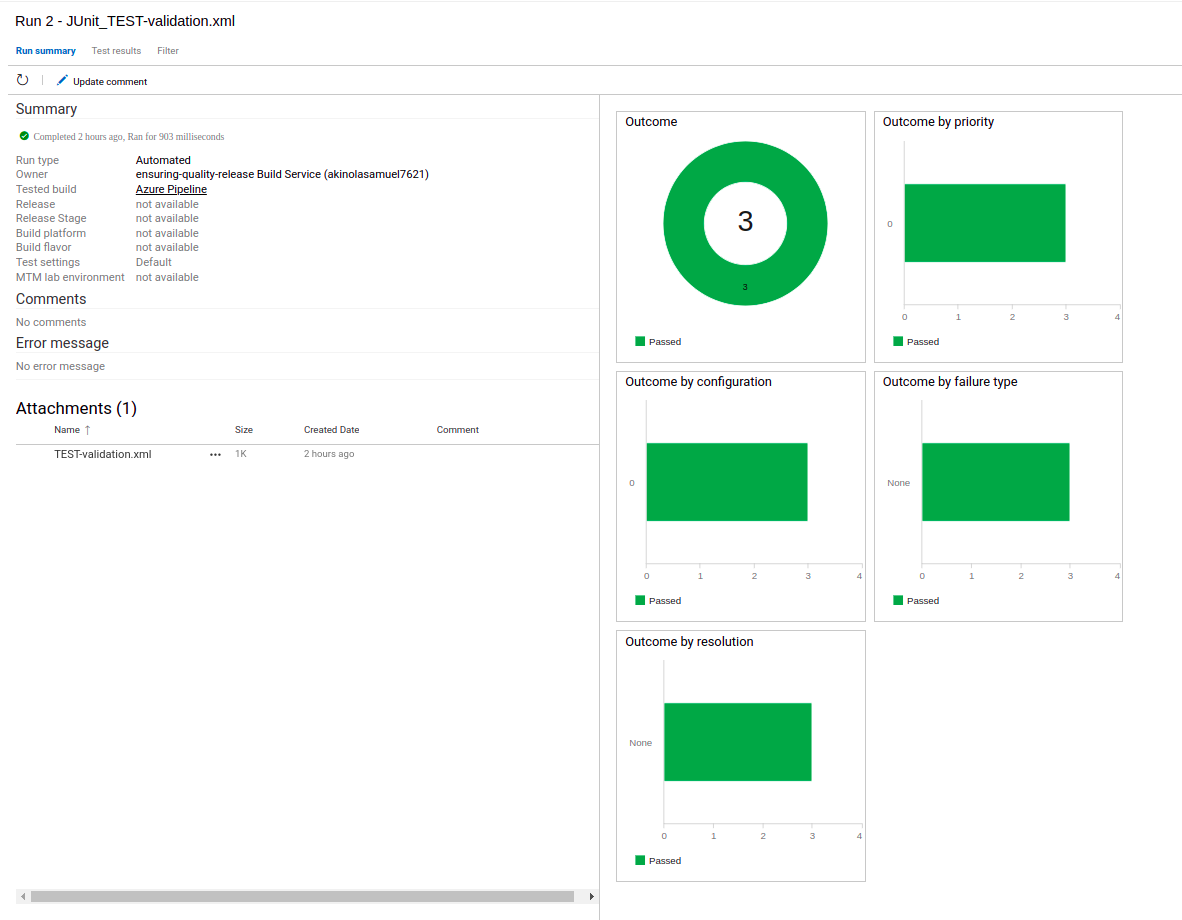 Run 2 - JUnit_TEST-validation.xml
Run summary Test results Filter
Update comment
Summary
Completed 2 hours ago, Ran for 903 milliseconds
Run type Automated
Owner ensuring-quality-release Build Service (akinolasamuel7621)
Tested build Azure Pipeline
Release not available
Release Stage not available
Build platform not available
Build flavor not available
Test settings Default
MTM lab environment not available
Comments
No comments
Error message
No error message
Attachments (1)
Name ↑ Size Created Date Comment
TEST-validation.xml ••• 1K 2 hours ago
Outcome
3
3
Passed
Outcome by priority
0
0 1 2 3 4
Passed
Outcome by configuration
0
0 1 2 3 4
Passed
Outcome by failure type
None
0 1 2 3 4
Passed
Outcome by resolution
None
0 1 2 3 4
Passed